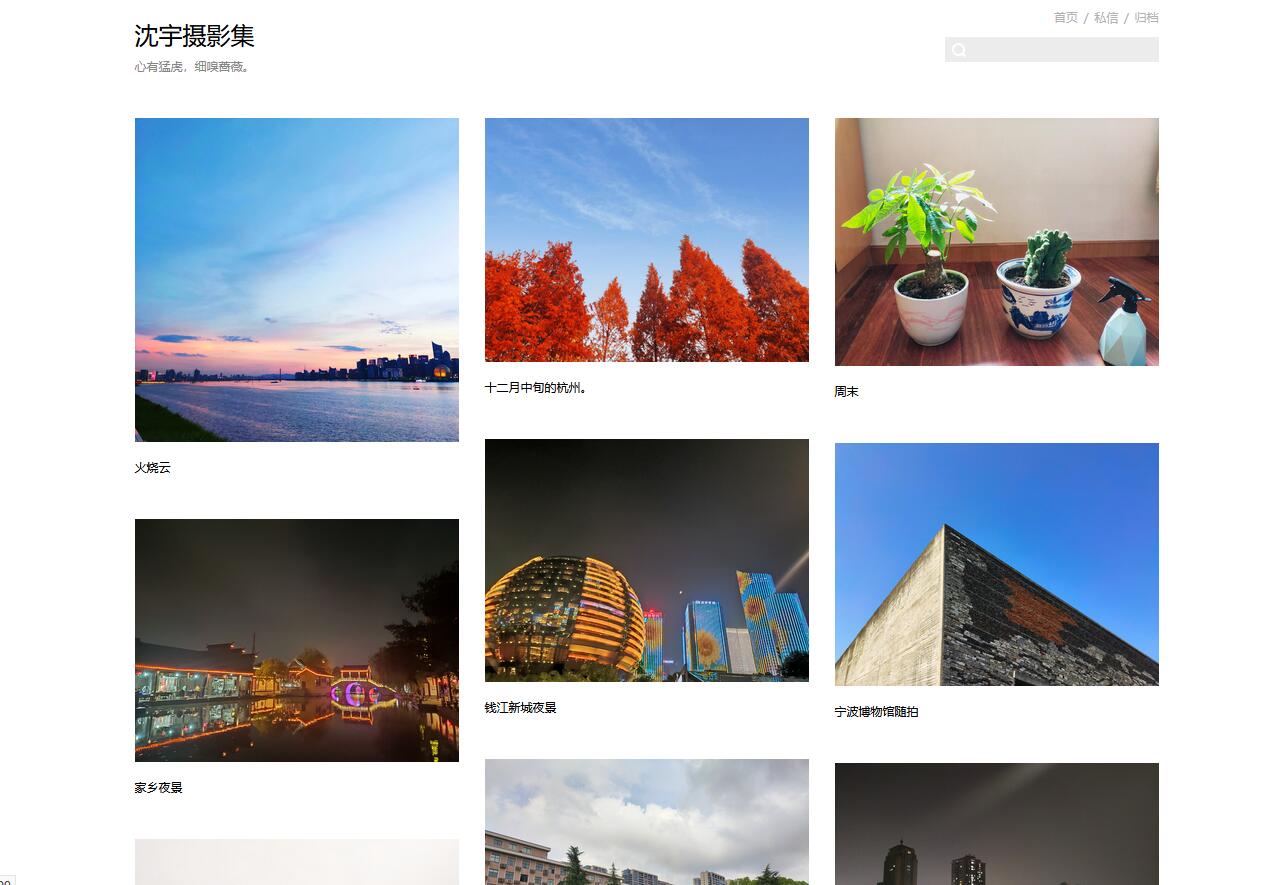 首页 / 私信 / 归档
沈宇摄影集
心有猛虎，细嗅蔷薇。
火烧云
十二月中旬的杭州。
周末
家乡夜景
钱江新城夜景
宁波博物馆随拍